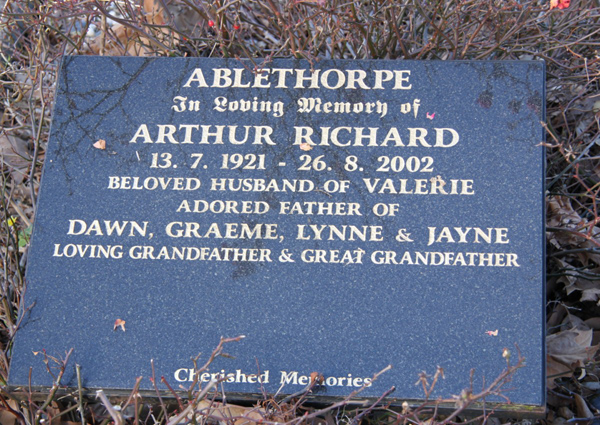 ABLETHORPE
In Loving Memory of
ARTHUR RICHARD
13. 7. 1921 - 26. 8. 2002
BELOVED HUSBAND OF VALERIE
ADORED FATHER OF
DAWN, GRAEME, LYNNE & JAYNE
LOVING GRANDFATHER & GREAT GRANDFATHER
Cherished Memories